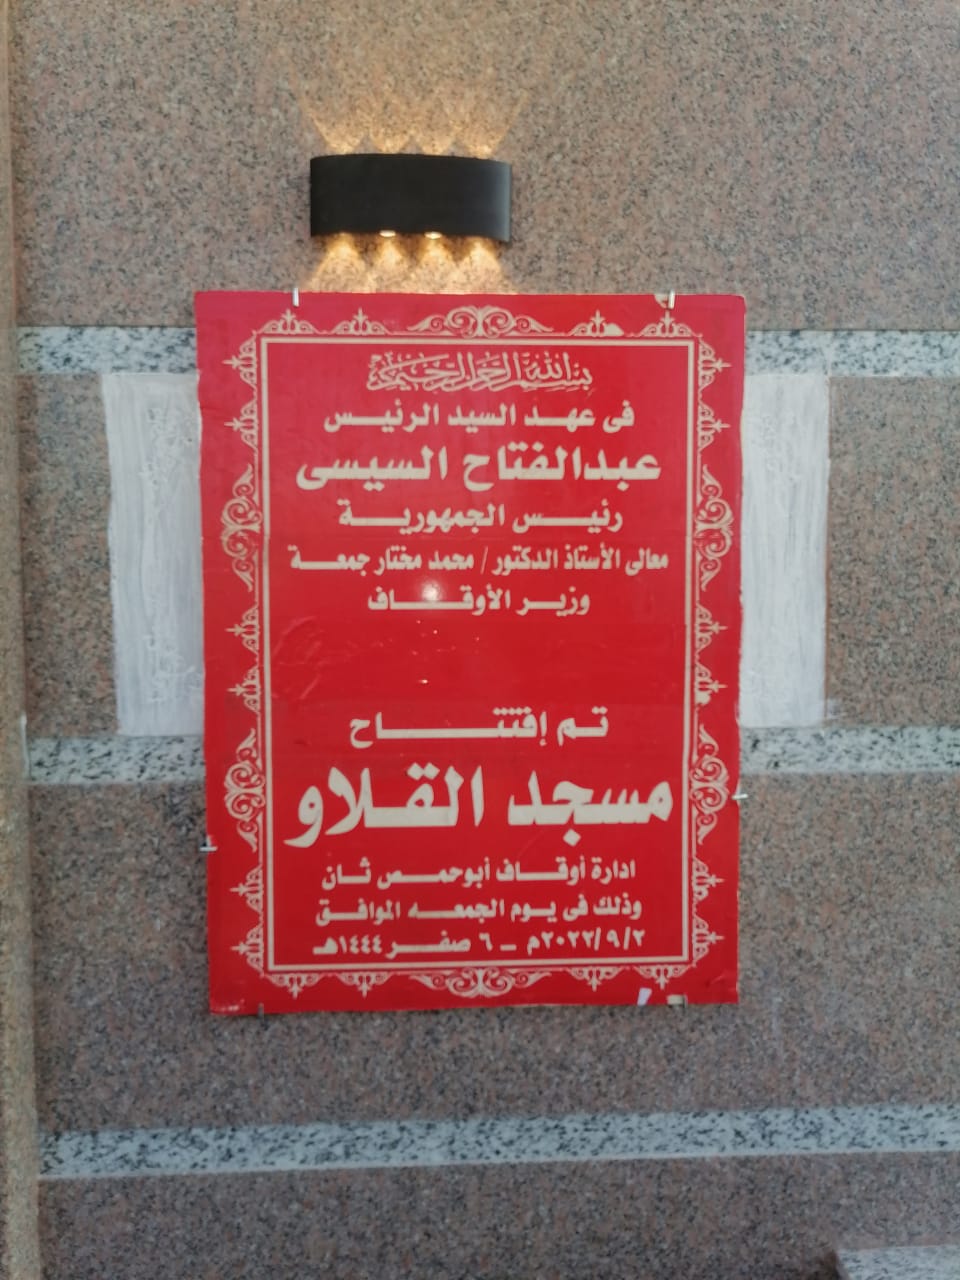 بسم الله الرحمن الرحيم
فى عهد السيد الرئيس
عبدالفتاح السيسى
رئيس الجمهورية
معالى الأستاذ الدكتور / محمد مختار جمعة
وزير الأوقاف
تم إفتتاح
مسجد القلاو
ادارة أوقاف أبوحمص ثان
وذلك فى يوم الجمعه الموافق
٢٠٢٢/٩/٢م - ٦ صفر ١٤٤٤هـ